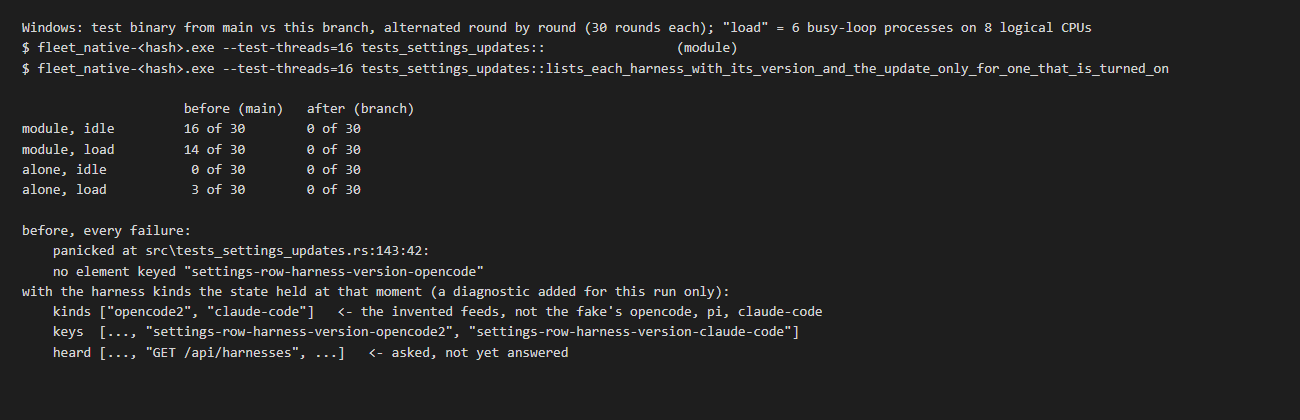 Windows: test binary from main vs this branch, alternated round by round (30 rounds each); "load" = 6 busy-loop processes on 8 logical CPUs
$ fleet_native-<hash>.exe --test-threads=16 tests_settings_updates::                (module)
$ fleet_native-<hash>.exe --test-threads=16 tests_settings_updates::lists_each_harness_with_its_version_and_the_update_only_for_one_that_is_turned_on
                     before (main)   after (branch)
module, idle         16 of 30        0 of 30
module, load         14 of 30        0 of 30
alone, idle           0 of 30        0 of 30
alone, load           3 of 30        0 of 30
before, every failure:
    panicked at src\tests_settings_updates.rs:143:42:
    no element keyed "settings-row-harness-version-opencode"
with the harness kinds the state held at that moment (a diagnostic added for this run only):
    kinds ["opencode2", "claude-code"]   <- the invented feeds, not the fake's opencode, pi, claude-code
    keys  [..., "settings-row-harness-version-opencode2", "settings-row-harness-version-claude-code"]
    heard [..., "GET /api/harnesses", ...]   <- asked, not yet answered